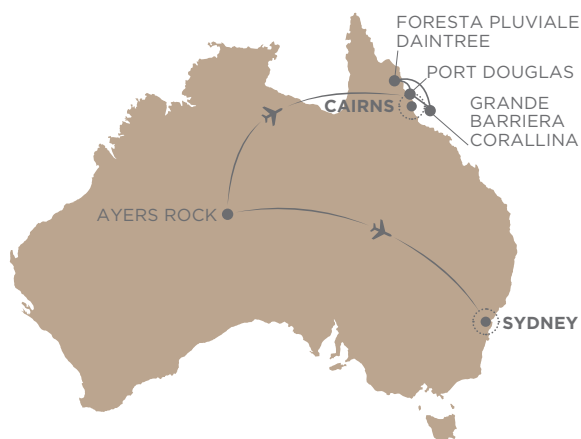 FORESTA PLUVIALE
DAINTREE
PORT DOUGLAS
CAIRNS
GRANDE
BARRIERA
CORALLINA
AYERS ROCK
SYDNEY